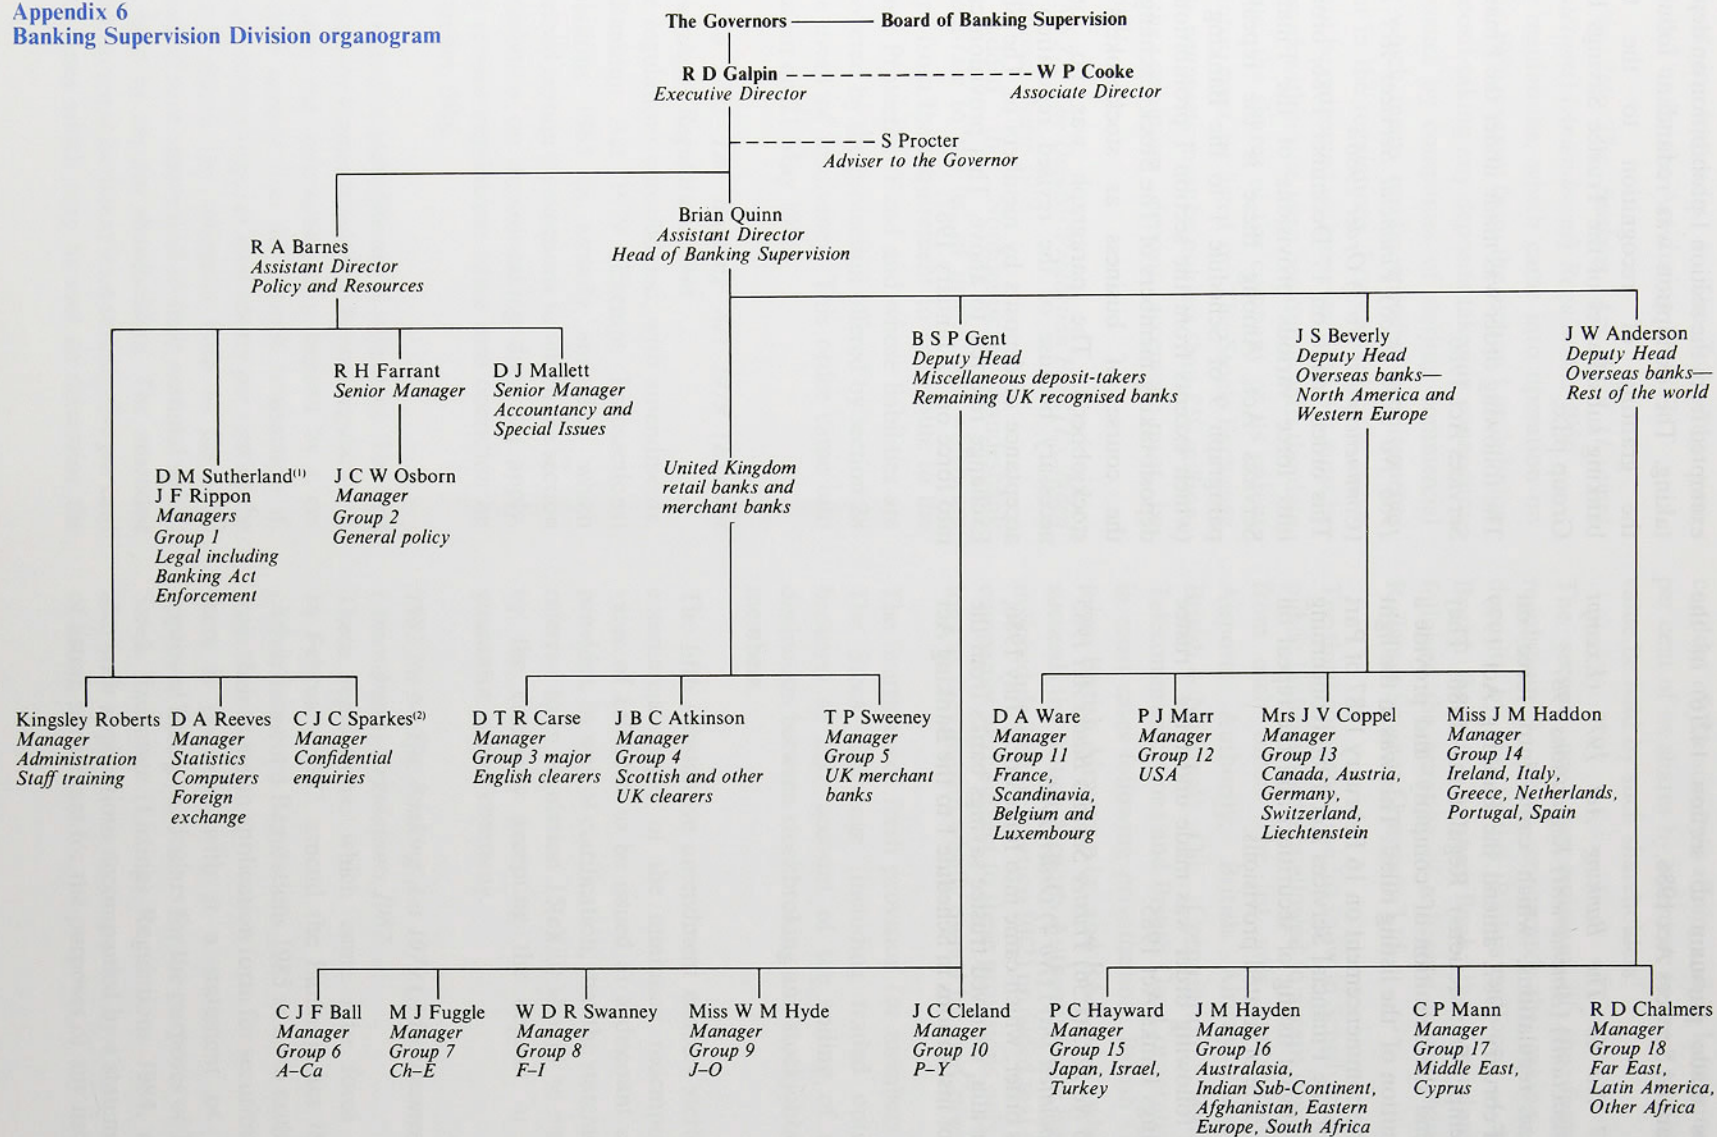 Appendix 6
Banking Supervision Division organogram
The Governors
Board of Banking Supervision
R D Galpin
Executive Director
W P Cooke
Associate Director
S Procter
Adviser to the Governor
R A Barnes
Assistant Director
Policy and Resources
Brian Quinn
Assistant Director
Head of Banking Supervision
R H Farrant
Senior Manager
D J Mallett
Senior Manager
Accountancy and
Special Issues
B S P Gent
Deputy Head
Miscellaneous deposit-takers
Remaining UK recognised banks
J S Beverly
Deputy Head
Overseas banks—
North America and
Western Europe
J W Anderson
Deputy Head
Overseas banks—
Rest of the world
D M Sutherland(1)
J F Rippon
Managers
Group 1
Legal including
Banking Act
Enforcement
J C W Osborn
Manager
Group 2
General policy
United Kingdom
retail banks and
merchant banks
Kingsley Roberts
Manager
Administration
Staff training
D A Reeves
Manager
Statistics
Computers
Foreign
exchange
C J C Sparkes(2)
Manager
Confidential
enquiries
D T R Carse
Manager
Group 3 major
English clearers
J B C Atkinson
Manager
Group 4
Scottish and other
UK clearers
T P Sweeney
Manager
Group 5
UK merchant
banks
D A Ware
Manager
Group 11
France,
Scandinavia,
Belgium and
Luxembourg
P J Marr
Manager
Group 12
USA
Mrs J V Coppel
Manager
Group 13
Canada, Austria,
Germany,
Switzerland,
Liechtenstein
Miss J M Haddon
Manager
Group 14
Ireland, Italy,
Greece, Netherlands,
Portugal, Spain
C J F Ball
Manager
Group 6
A–Ca
M J Fuggle
Manager
Group 7
Ch–E
W D R Swanney
Manager
Group 8
F–I
Miss W M Hyde
Manager
Group 9
J–O
J C Cleland
Manager
Group 10
P–Y
P C Hayward
Manager
Group 15
Japan, Israel,
Turkey
J M Hayden
Manager
Group 16
Australasia,
Indian Sub-Continent,
Afghanistan, Eastern
Europe, South Africa
C P Mann
Manager
Group 17
Middle East,
Cyprus
R D Chalmers
Manager
Group 18
Far East,
Latin America,
Other Africa